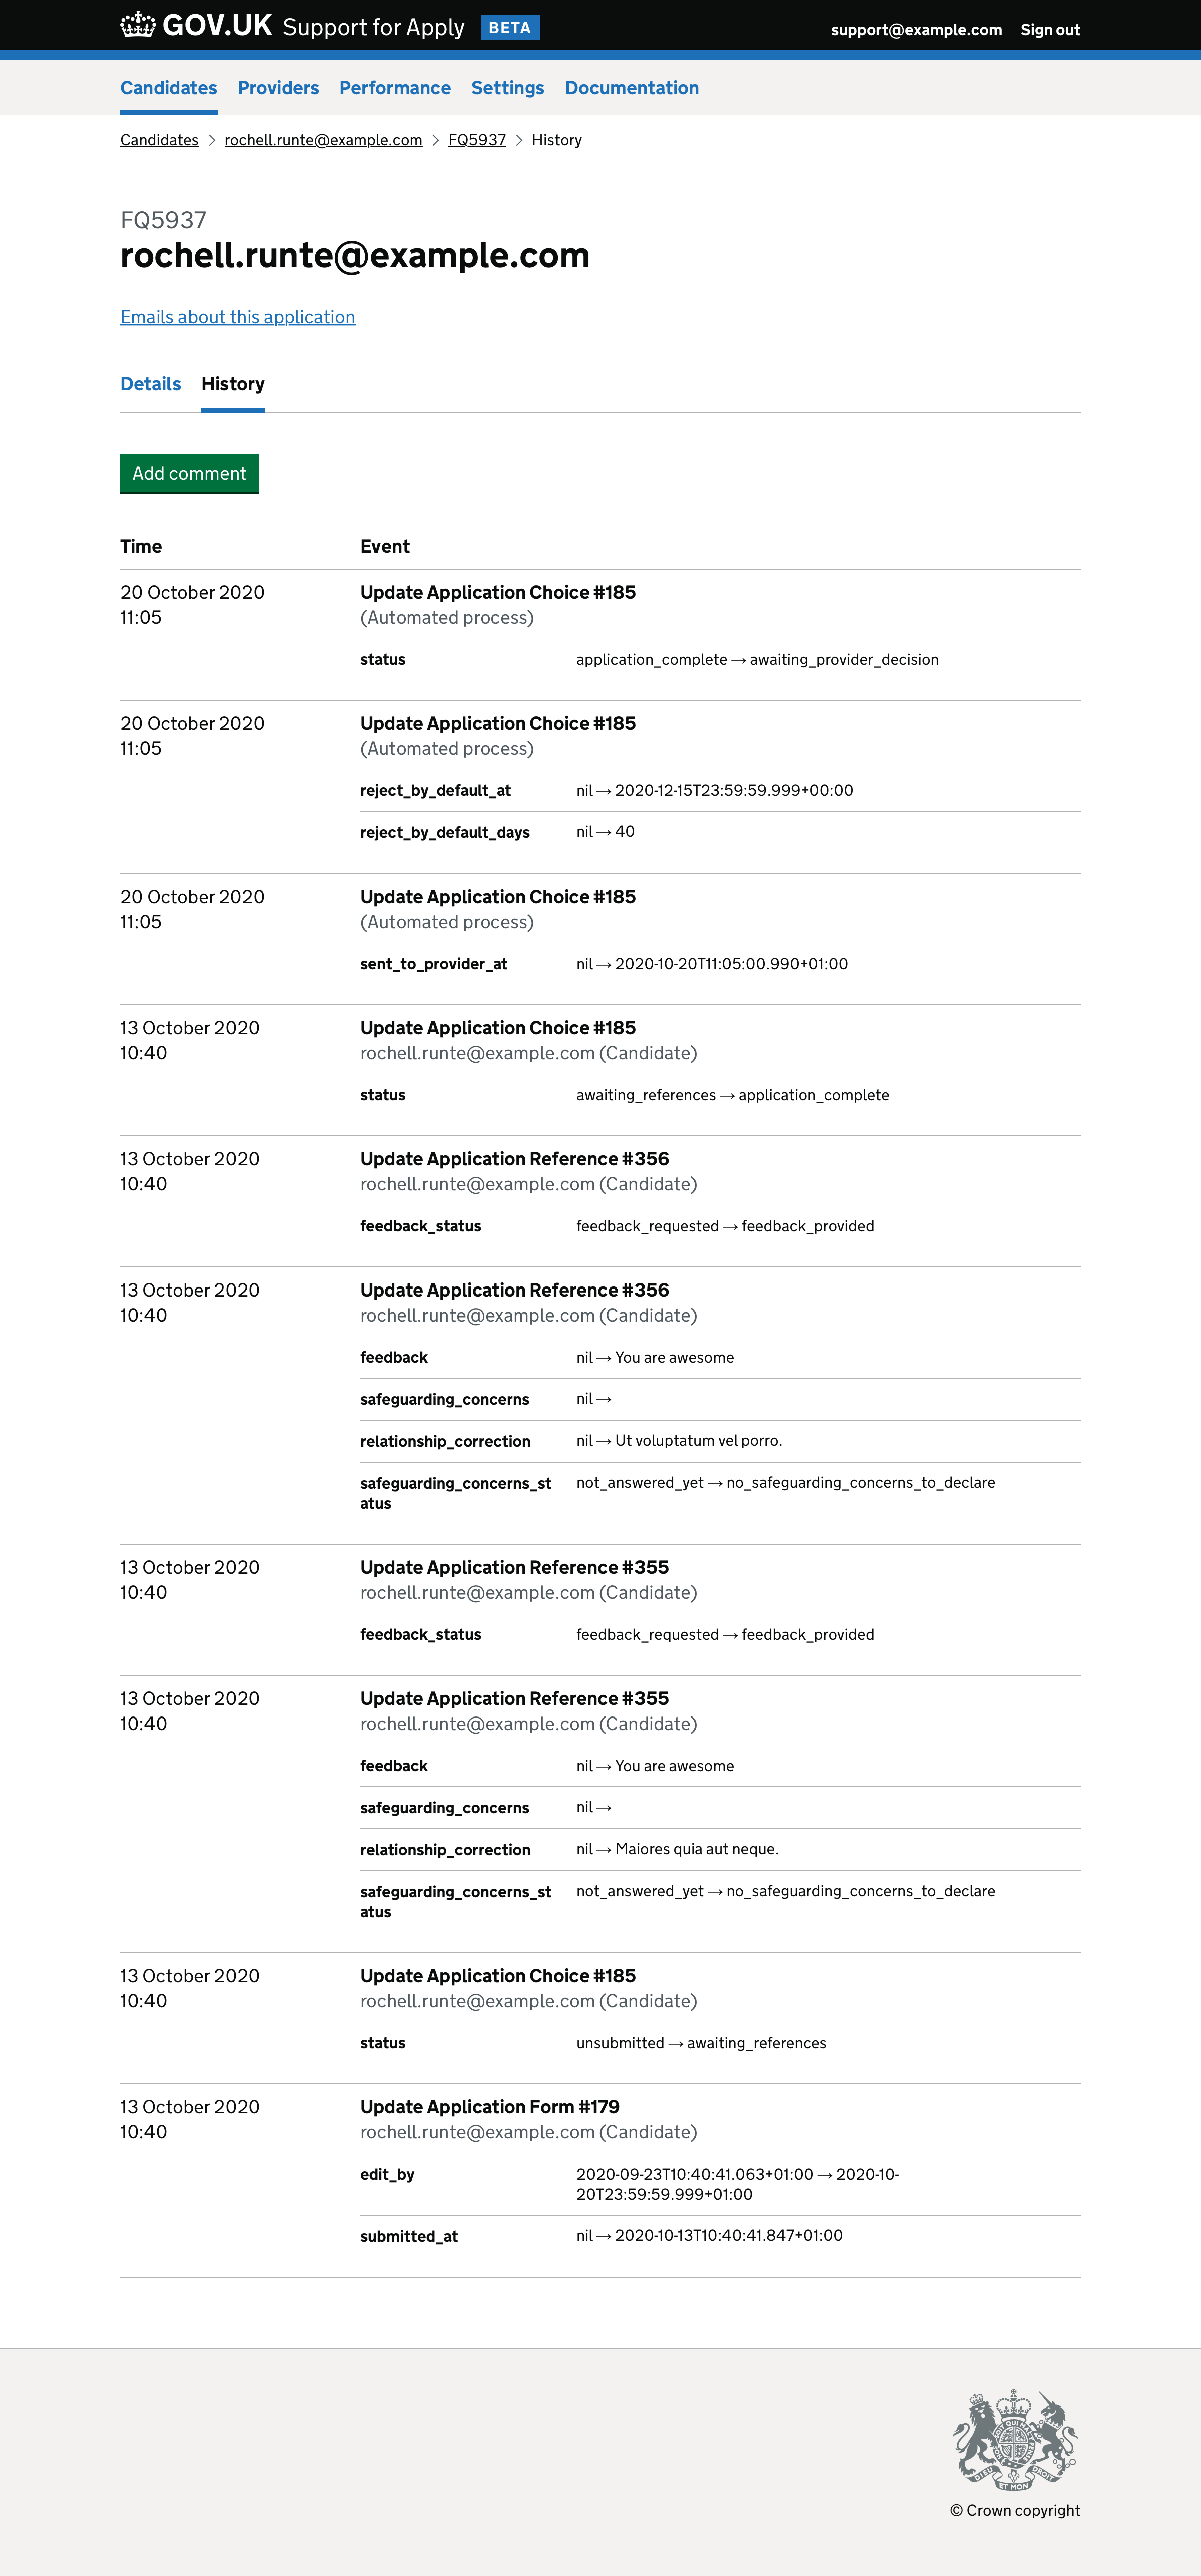 GOV.UK Support for Apply BETA support@example.com Sign out
Candidates Providers Performance Settings Documentation
Candidates > rochell.runte@example.com > FQ5937 > History
FQ5937
rochell.runte@example.com
Emails about this application
Details History
Add comment
Time Event
20 October 2020 Update Application Choice #185
11:05 (Automated process)
status application_complete → awaiting_provider_decision
20 October 2020 Update Application Choice #185
11:05 (Automated process)
reject_by_default_at nil → 2020-12-15T23:59:59.999+00:00
reject_by_default_days nil → 40
20 October 2020 Update Application Choice #185
11:05 (Automated process)
sent_to_provider_at nil → 2020-10-20T11:05:00.990+01:00
13 October 2020 Update Application Choice #185
10:40 rochell.runte@example.com (Candidate)
status awaiting_references → application_complete
13 October 2020 Update Application Reference #356
10:40 rochell.runte@example.com (Candidate)
feedback_status feedback_requested → feedback_provided
13 October 2020 Update Application Reference #356
10:40 rochell.runte@example.com (Candidate)
feedback nil → You are awesome
safeguarding_concerns nil →
relationship_correction nil → Ut voluptatum vel porro.
safeguarding_concerns_st not_answered_yet → no_safeguarding_concerns_to_declare
atus
13 October 2020 Update Application Reference #355
10:40 rochell.runte@example.com (Candidate)
feedback_status feedback_requested → feedback_provided
13 October 2020 Update Application Reference #355
10:40 rochell.runte@example.com (Candidate)
feedback nil → You are awesome
safeguarding_concerns nil →
relationship_correction nil → Maiores quia aut neque.
safeguarding_concerns_st not_answered_yet → no_safeguarding_concerns_to_declare
atus
13 October 2020 Update Application Choice #185
10:40 rochell.runte@example.com (Candidate)
status unsubmitted → awaiting_references
13 October 2020 Update Application Form #179
10:40 rochell.runte@example.com (Candidate)
edit_by 2020-09-23T10:40:41.063+01:00 → 2020-10-
20T23:59:59.999+01:00
submitted_at nil → 2020-10-13T10:40:41.847+01:00
DIEU ET MON DROIT
© Crown copyright